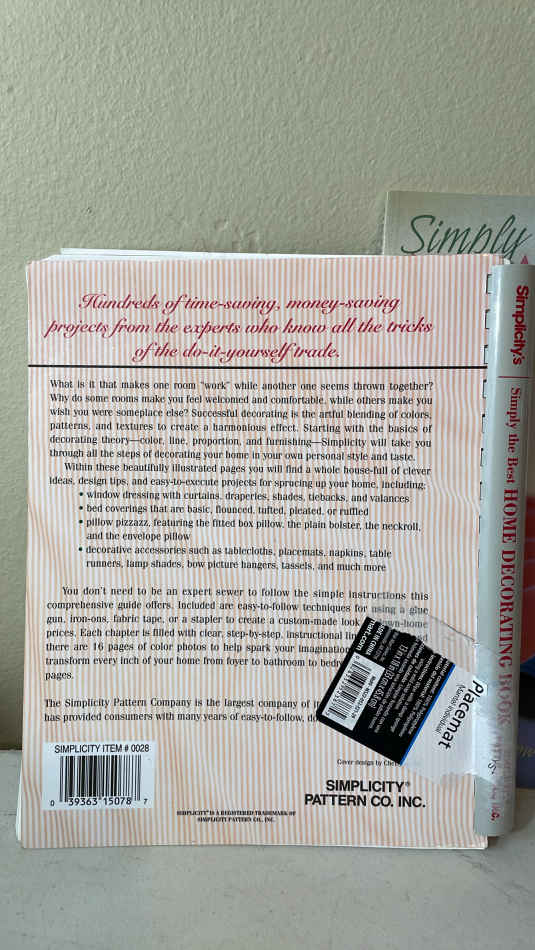 Simply
Hundreds of time-saving, money-saving
projects from the experts who know all the tricks
of the do-it-yourself trade.
What is it that makes one room "work" while another one seems thrown together?
Why do some rooms make you feel welcomed and comfortable, while others make you
wish you were someplace else? Successful decorating is the artful blending of colors,
patterns, and textures to create a harmonious effect. Starting with the basics of
decorating theory—color, line, proportion, and furnishing—Simplicity will take you
through all the steps of decorating your home in your own personal style and taste.
Within these beautifully illustrated pages you will find a whole house-full of clever
ideas, design tips, and easy-to-execute projects for sprucing up your home, including:
• window dressing with curtains, draperies, shades, tiebacks, and valances
• bed coverings that are basic, flounced, tufted, pleated, or ruffled
• pillow pizzazz, featuring the fitted box pillow, the plain bolster, the neckroll,
and the envelope pillow
• decorative accessories such as tablecloths, placemats, napkins, table
runners, lamp shades, bow picture hangers, tassels, and much more
You don't need to be an expert sewer to follow the simple instructions this
comprehensive guide offers. Included are easy-to-follow techniques for using a glue
gun, iron-ons, fabric tape, or a stapler to create a custom-made look down-home
prices. Each chapter is filled with clear, step-by-step, instructional
there are 16 pages of color photos to help spark your imagination
transform every inch of your home from foyer to bathroom to
pages.
The Simplicity Pattern Company is the largest company of
has provided consumers with many years of easy-to-follow,
Cover design by
SIMPLICITY ITEM # 0028
0 39363 15078 7
SIMPLICITY®
PATTERN CO. INC.
SIMPLICITY® IS A REGISTERED TRADEMARK OF
SIMPLICITY PATTERN CO., INC.
Placemat
Mantel individual
MADE IN CHINA
Simplicity's
Simply the Best HOME DECORATING BOOK